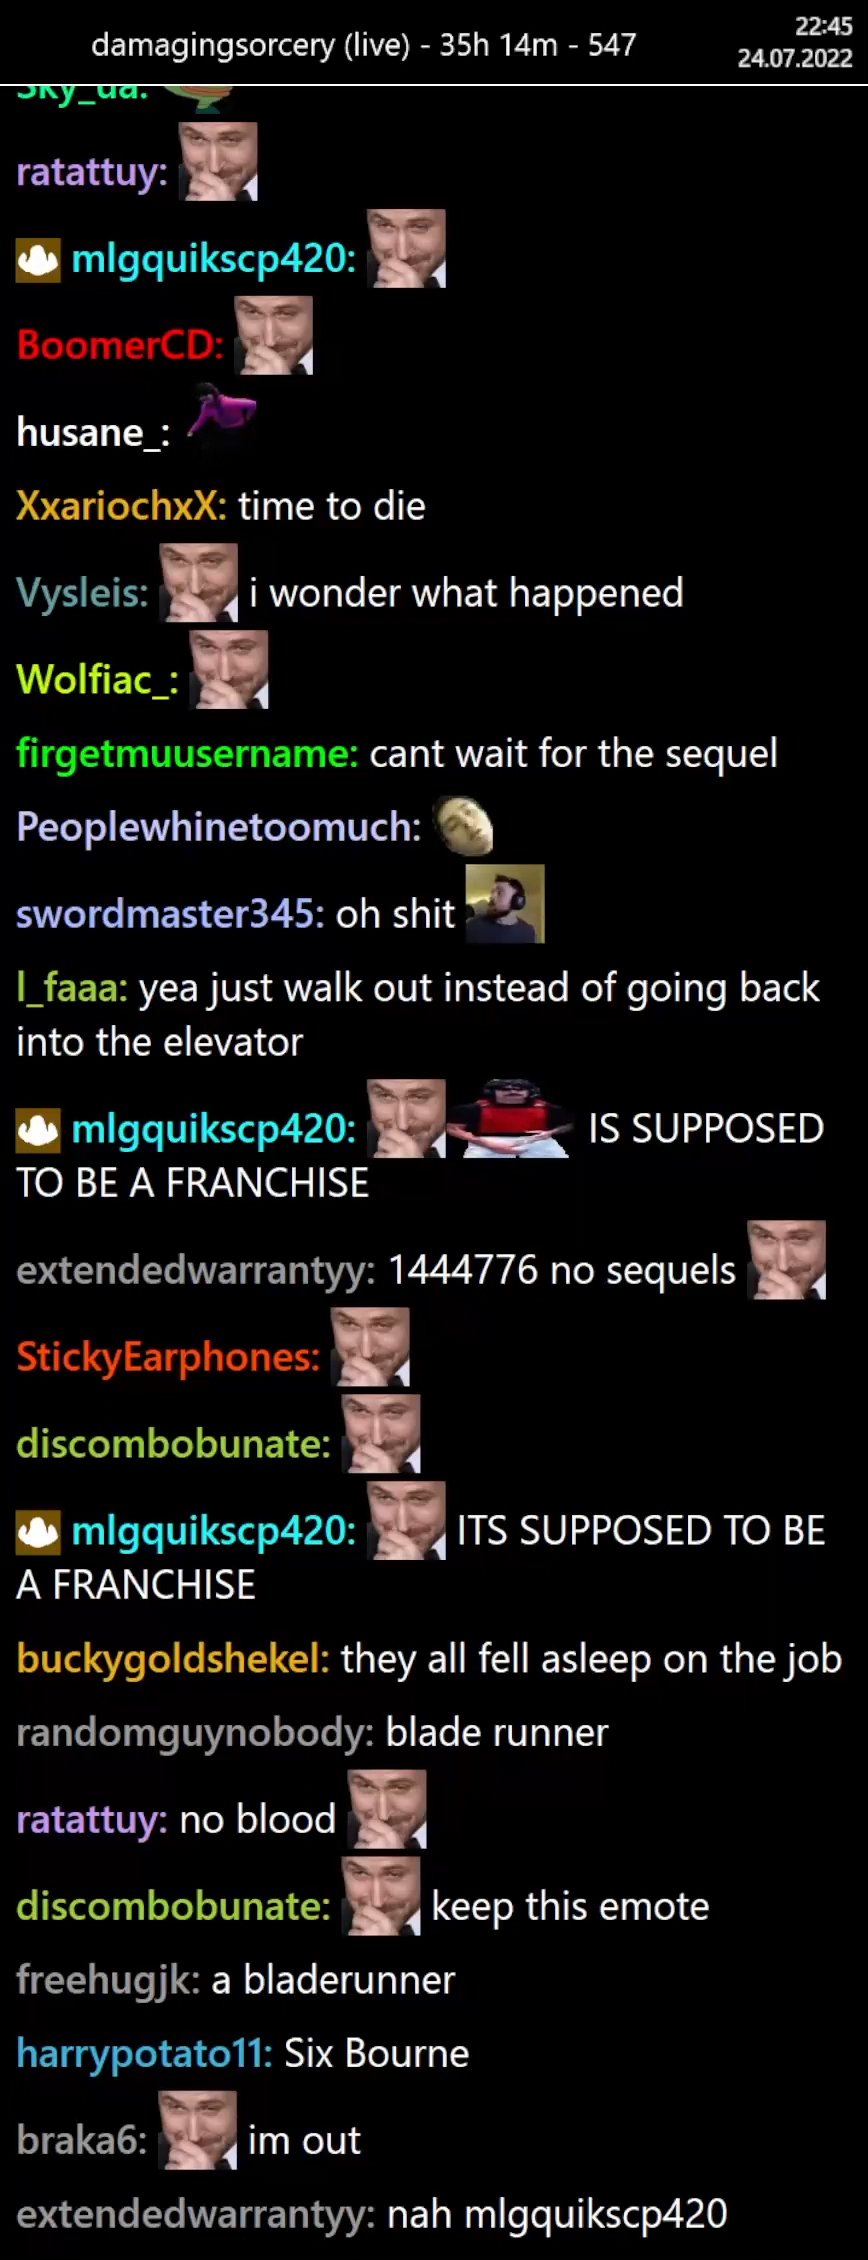 damagingsorcery (live) - 35h 14m - 547
22:45
24.07.2022
Sky_ua:
ratattuy:
mlgquikscp420:
BoomerCD:
husane_:
XxariochxX: time to die
Vysleis: i wonder what happened
Wolfiac_:
firgetmuusername: cant wait for the sequel
Peoplewhinetoomuch:
swordmaster345: oh shit
l_faaa: yea just walk out instead of going back
into the elevator
mlgquikscp420: IS SUPPOSED
TO BE A FRANCHISE
extendedwarrantyy: 1444776 no sequels
StickyEarphones:
discombobunate:
mlgquikscp420: ITS SUPPOSED TO BE
A FRANCHISE
buckygoldshekel: they all fell asleep on the job
randomguynobody: blade runner
ratattuy: no blood
discombobunate: keep this emote
freehugjk: a bladerunner
harrypotato11: Six Bourne
braka6: im out
extendedwarrantyy: nah mlgquikscp420